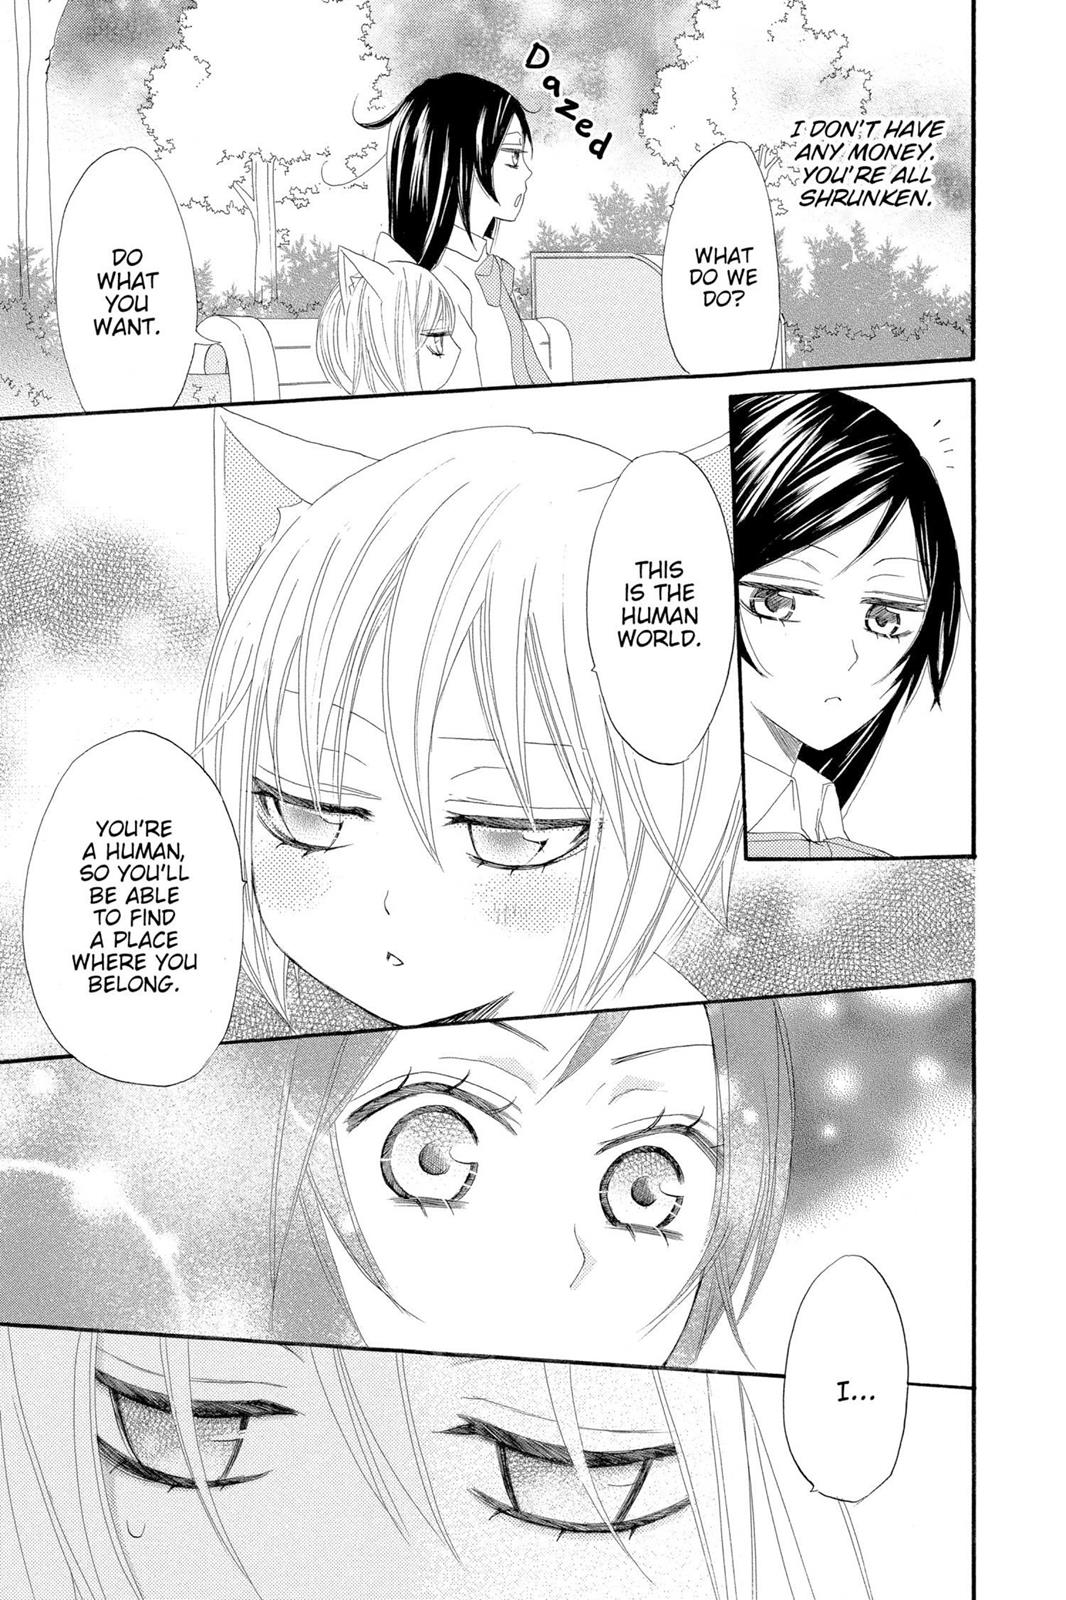 Dazed
I DON'T HAVE
ANY MONEY.
YOU'RE ALL
SHRUNKEN.
WHAT
DO WE
DO?
DO
WHAT
YOU
WANT.
THIS
IS THE
HUMAN
WORLD.
YOU'RE
A HUMAN,
SO YOU'LL
BE ABLE
TO FIND
A PLACE
WHERE YOU
BELONG.
I...